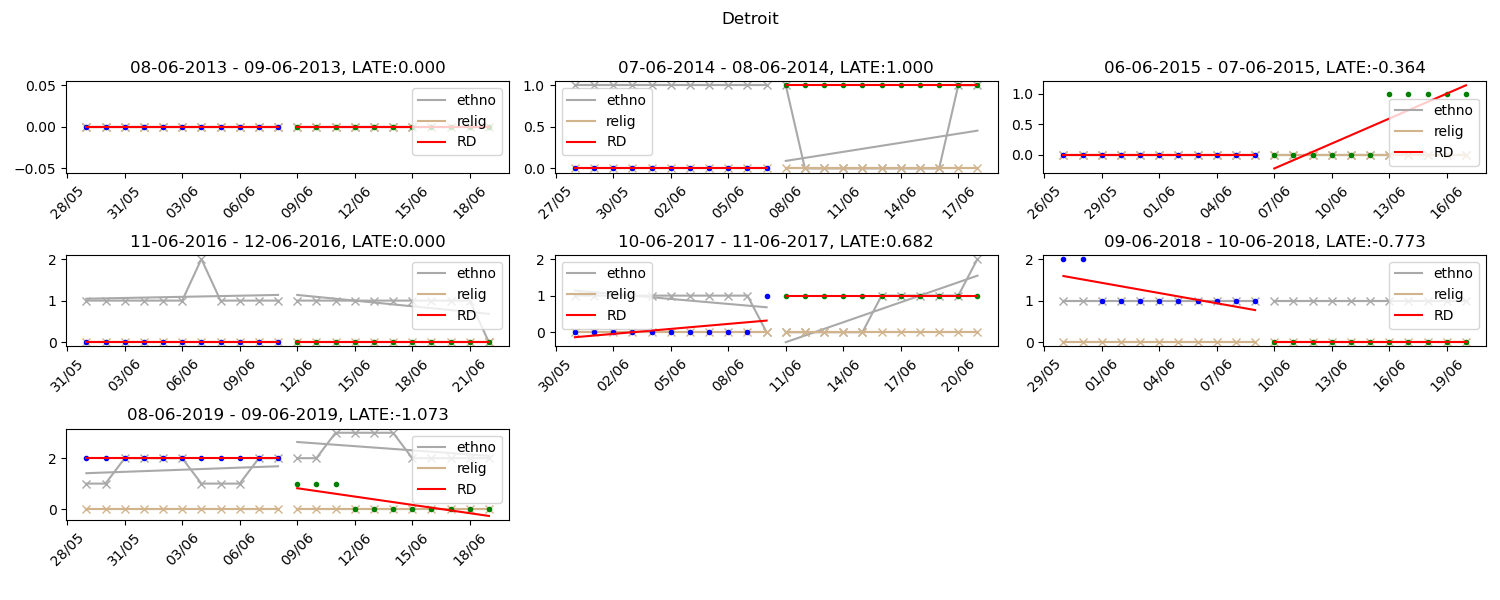 Detroit
08-06-2013 - 09-06-2013, LATE:0.000
0.05
0.00
−0.05
ethno
relig
RD
28/05 31/05 03/06 06/06 09/06 12/06 15/06 18/06
07-06-2014 - 08-06-2014, LATE:1.000
1.0
0.5
0.0
ethno
relig
RD
27/05 30/05 02/06 05/06 08/06 11/06 14/06 17/06
06-06-2015 - 07-06-2015, LATE:-0.364
1.0
0.5
0.0
ethno
relig
RD
26/05 29/05 01/06 04/06 07/06 10/06 13/06 16/06
11-06-2016 - 12-06-2016, LATE:0.000
2
1
0
ethno
relig
RD
31/05 03/06 06/06 09/06 12/06 15/06 18/06 21/06
10-06-2017 - 11-06-2017, LATE:0.682
2
1
0
ethno
relig
RD
30/05 02/06 05/06 08/06 11/06 14/06 17/06 20/06
09-06-2018 - 10-06-2018, LATE:-0.773
2
1
0
ethno
relig
RD
29/05 01/06 04/06 07/06 10/06 13/06 16/06 19/06
08-06-2019 - 09-06-2019, LATE:-1.073
2
0
ethno
relig
RD
28/05 31/05 03/06 06/06 09/06 12/06 15/06 18/06